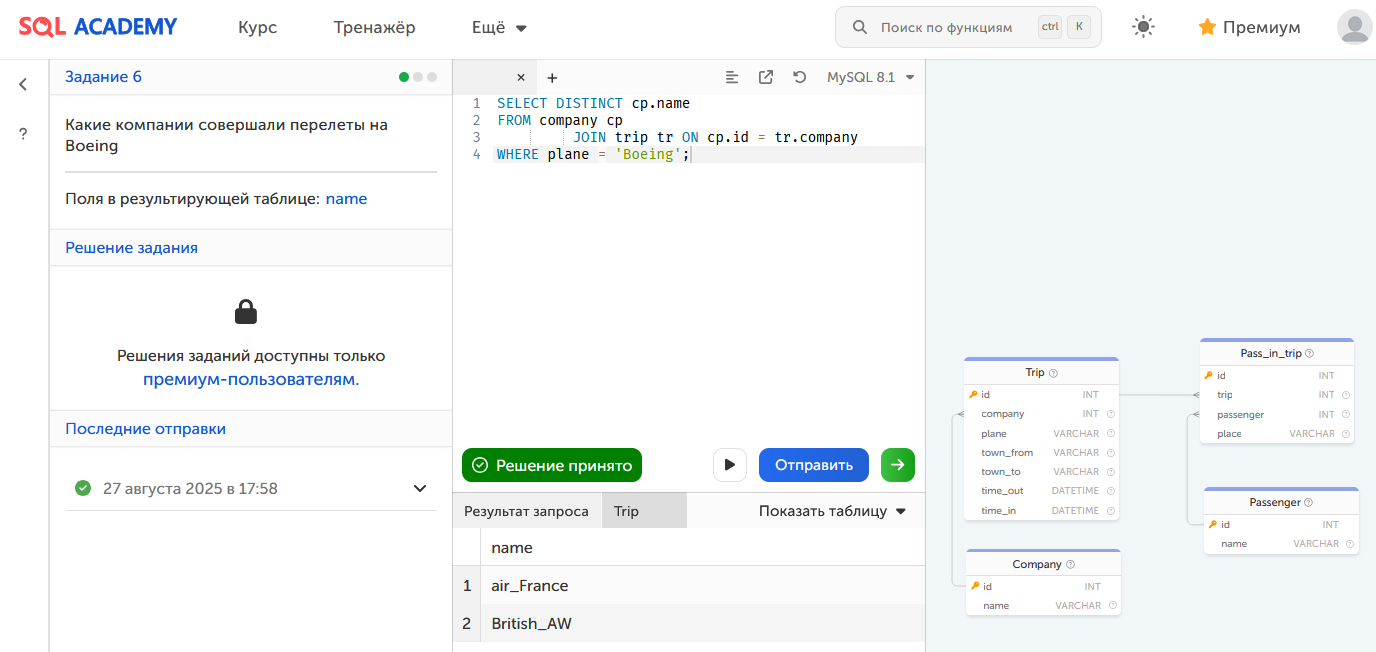 SQL ACADEMY
Курс
Тренажёр
Ещё
Поиск по функциям
ctrl
K
Премиум
?
Задание 6
Какие компании совершали перелеты на
Boeing
Поля в результирующей таблице: name
Решение задания
Решения заданий доступны только
премиум-пользователям.
Последние отправки
27 августа 2025 в 17:58
× +
MySQL 8.1
1 SELECT DISTINCT cp.name
2 FROM company cp
3 JOIN trip tr ON cp.id = tr.company
4 WHERE plane = 'Boeing';
Решение принято
Отправить
Результат запроса
Trip
Показать таблицу
name
1 air_France
2 British_AW
Trip ?
id INT
company INT ?
plane VARCHAR ?
town_from VARCHAR ?
town_to VARCHAR ?
time_out DATETIME ?
time_in DATETIME ?
Company ?
id INT
name VARCHAR ?
Pass_in_trip ?
id INT
trip INT ?
passenger INT ?
place VARCHAR ?
Passenger ?
id INT
name VARCHAR ?